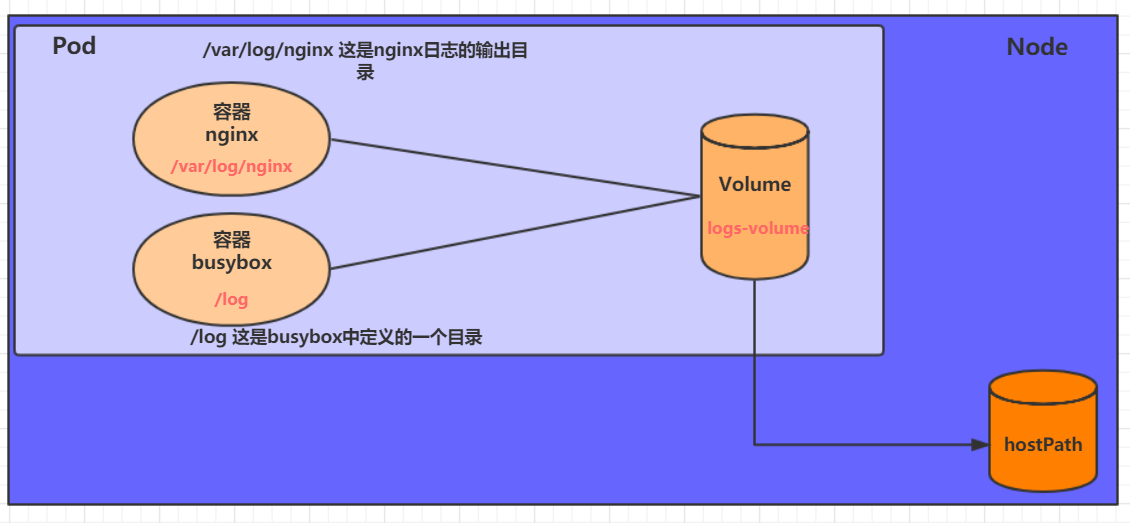 Pod
/var/log/nginx 这是nginx日志的输出目
录
Node
容器
nginx
/var/log/nginx
Volume
logs-volume
容器
busybox
/log
/log 这是busybox中定义的一个目录
hostPath